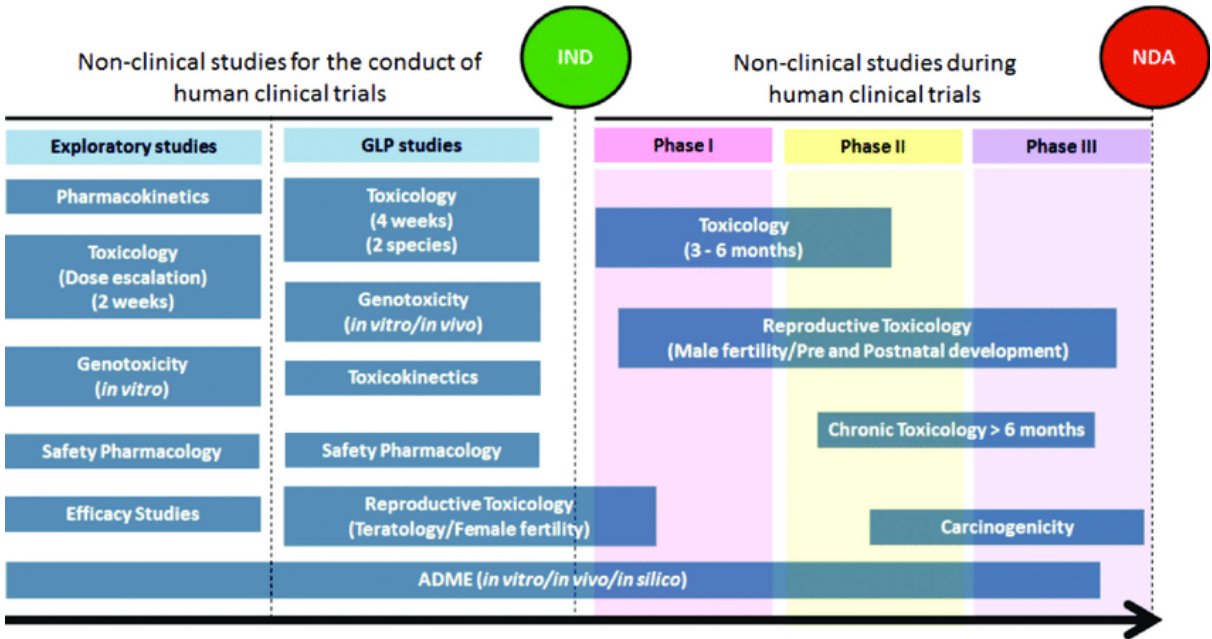 Non-clinical studies for the conduct of
human clinical trials
IND
Non-clinical studies during
human clinical trials
NDA
Exploratory studies
GLP studies
Phase I
Phase II
Phase III
Pharmacokinetics
Toxicology
(Dose escalation)
(2 weeks)
Genotoxicity
(in vitro)
Safety Pharmacology
Efficacy Studies
Toxicology
(4 weeks)
(2 species)
Genotoxicity
(in vitro/in vivo)
Toxicokinectics
Safety Pharmacology
Reproductive Toxicology
(Teratology/Female fertility)
Toxicology
(3 - 6 months)
Reproductive Toxicology
(Male fertility/Pre and Postnatal development)
Chronic Toxicology > 6 months
Carcinogenicity
ADME (in vitro/in vivo/in silico)